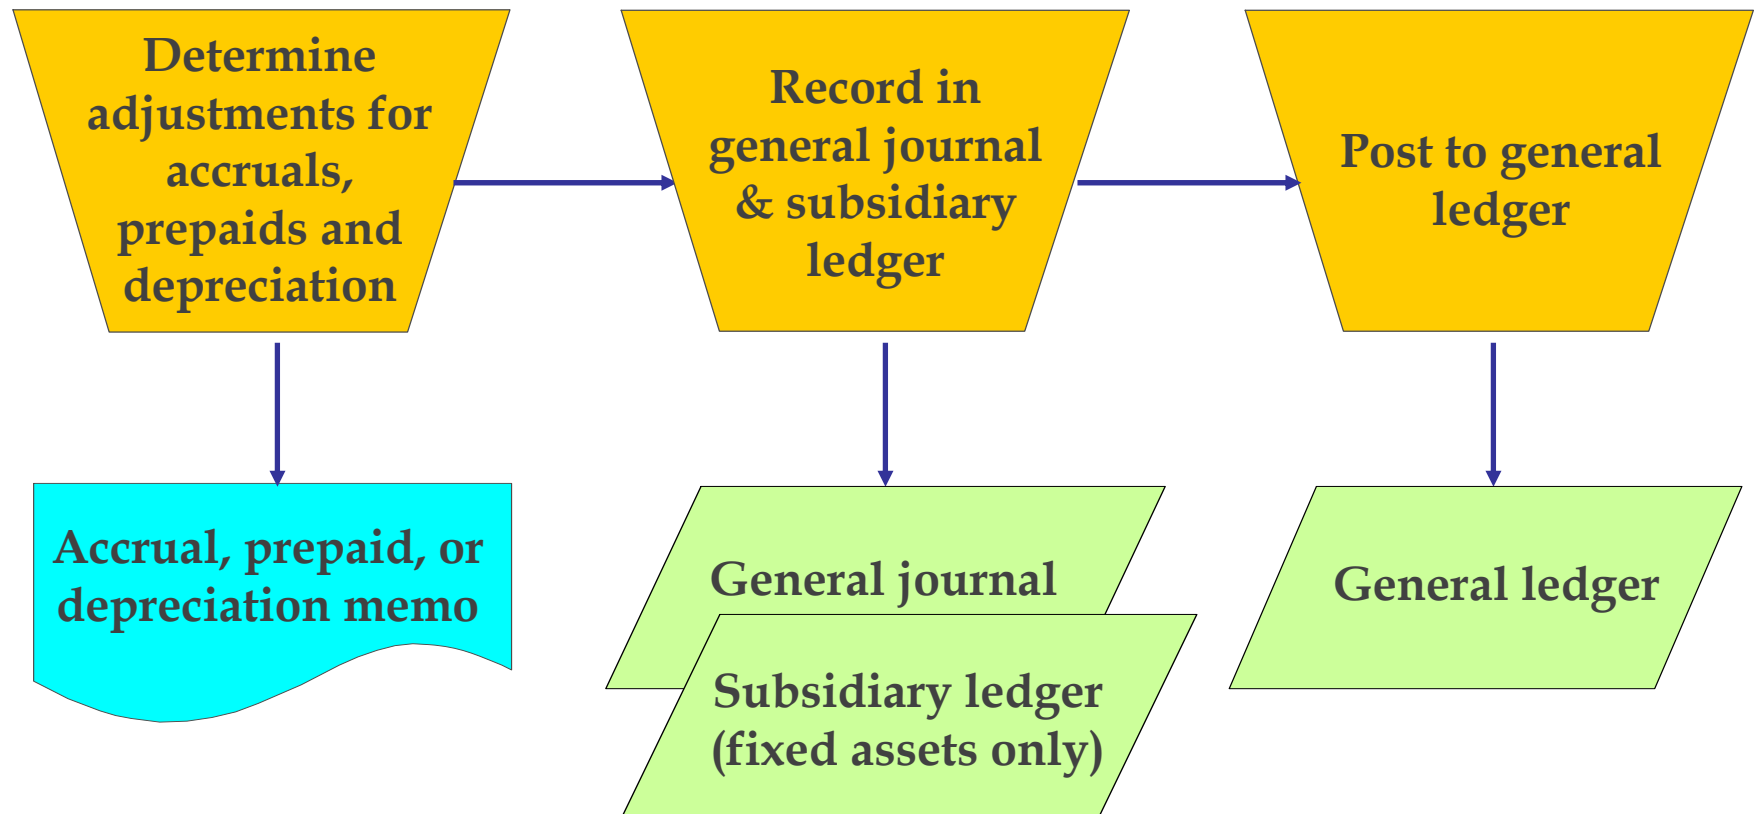 Determine
adjustments for
accruals,
prepaids and
depreciation
Record in
general journal
& subsidiary
ledger
Post to general
ledger
Accrual, prepaid, or
depreciation memo
General journal
Subsidiary ledger
(fixed assets only)
General ledger